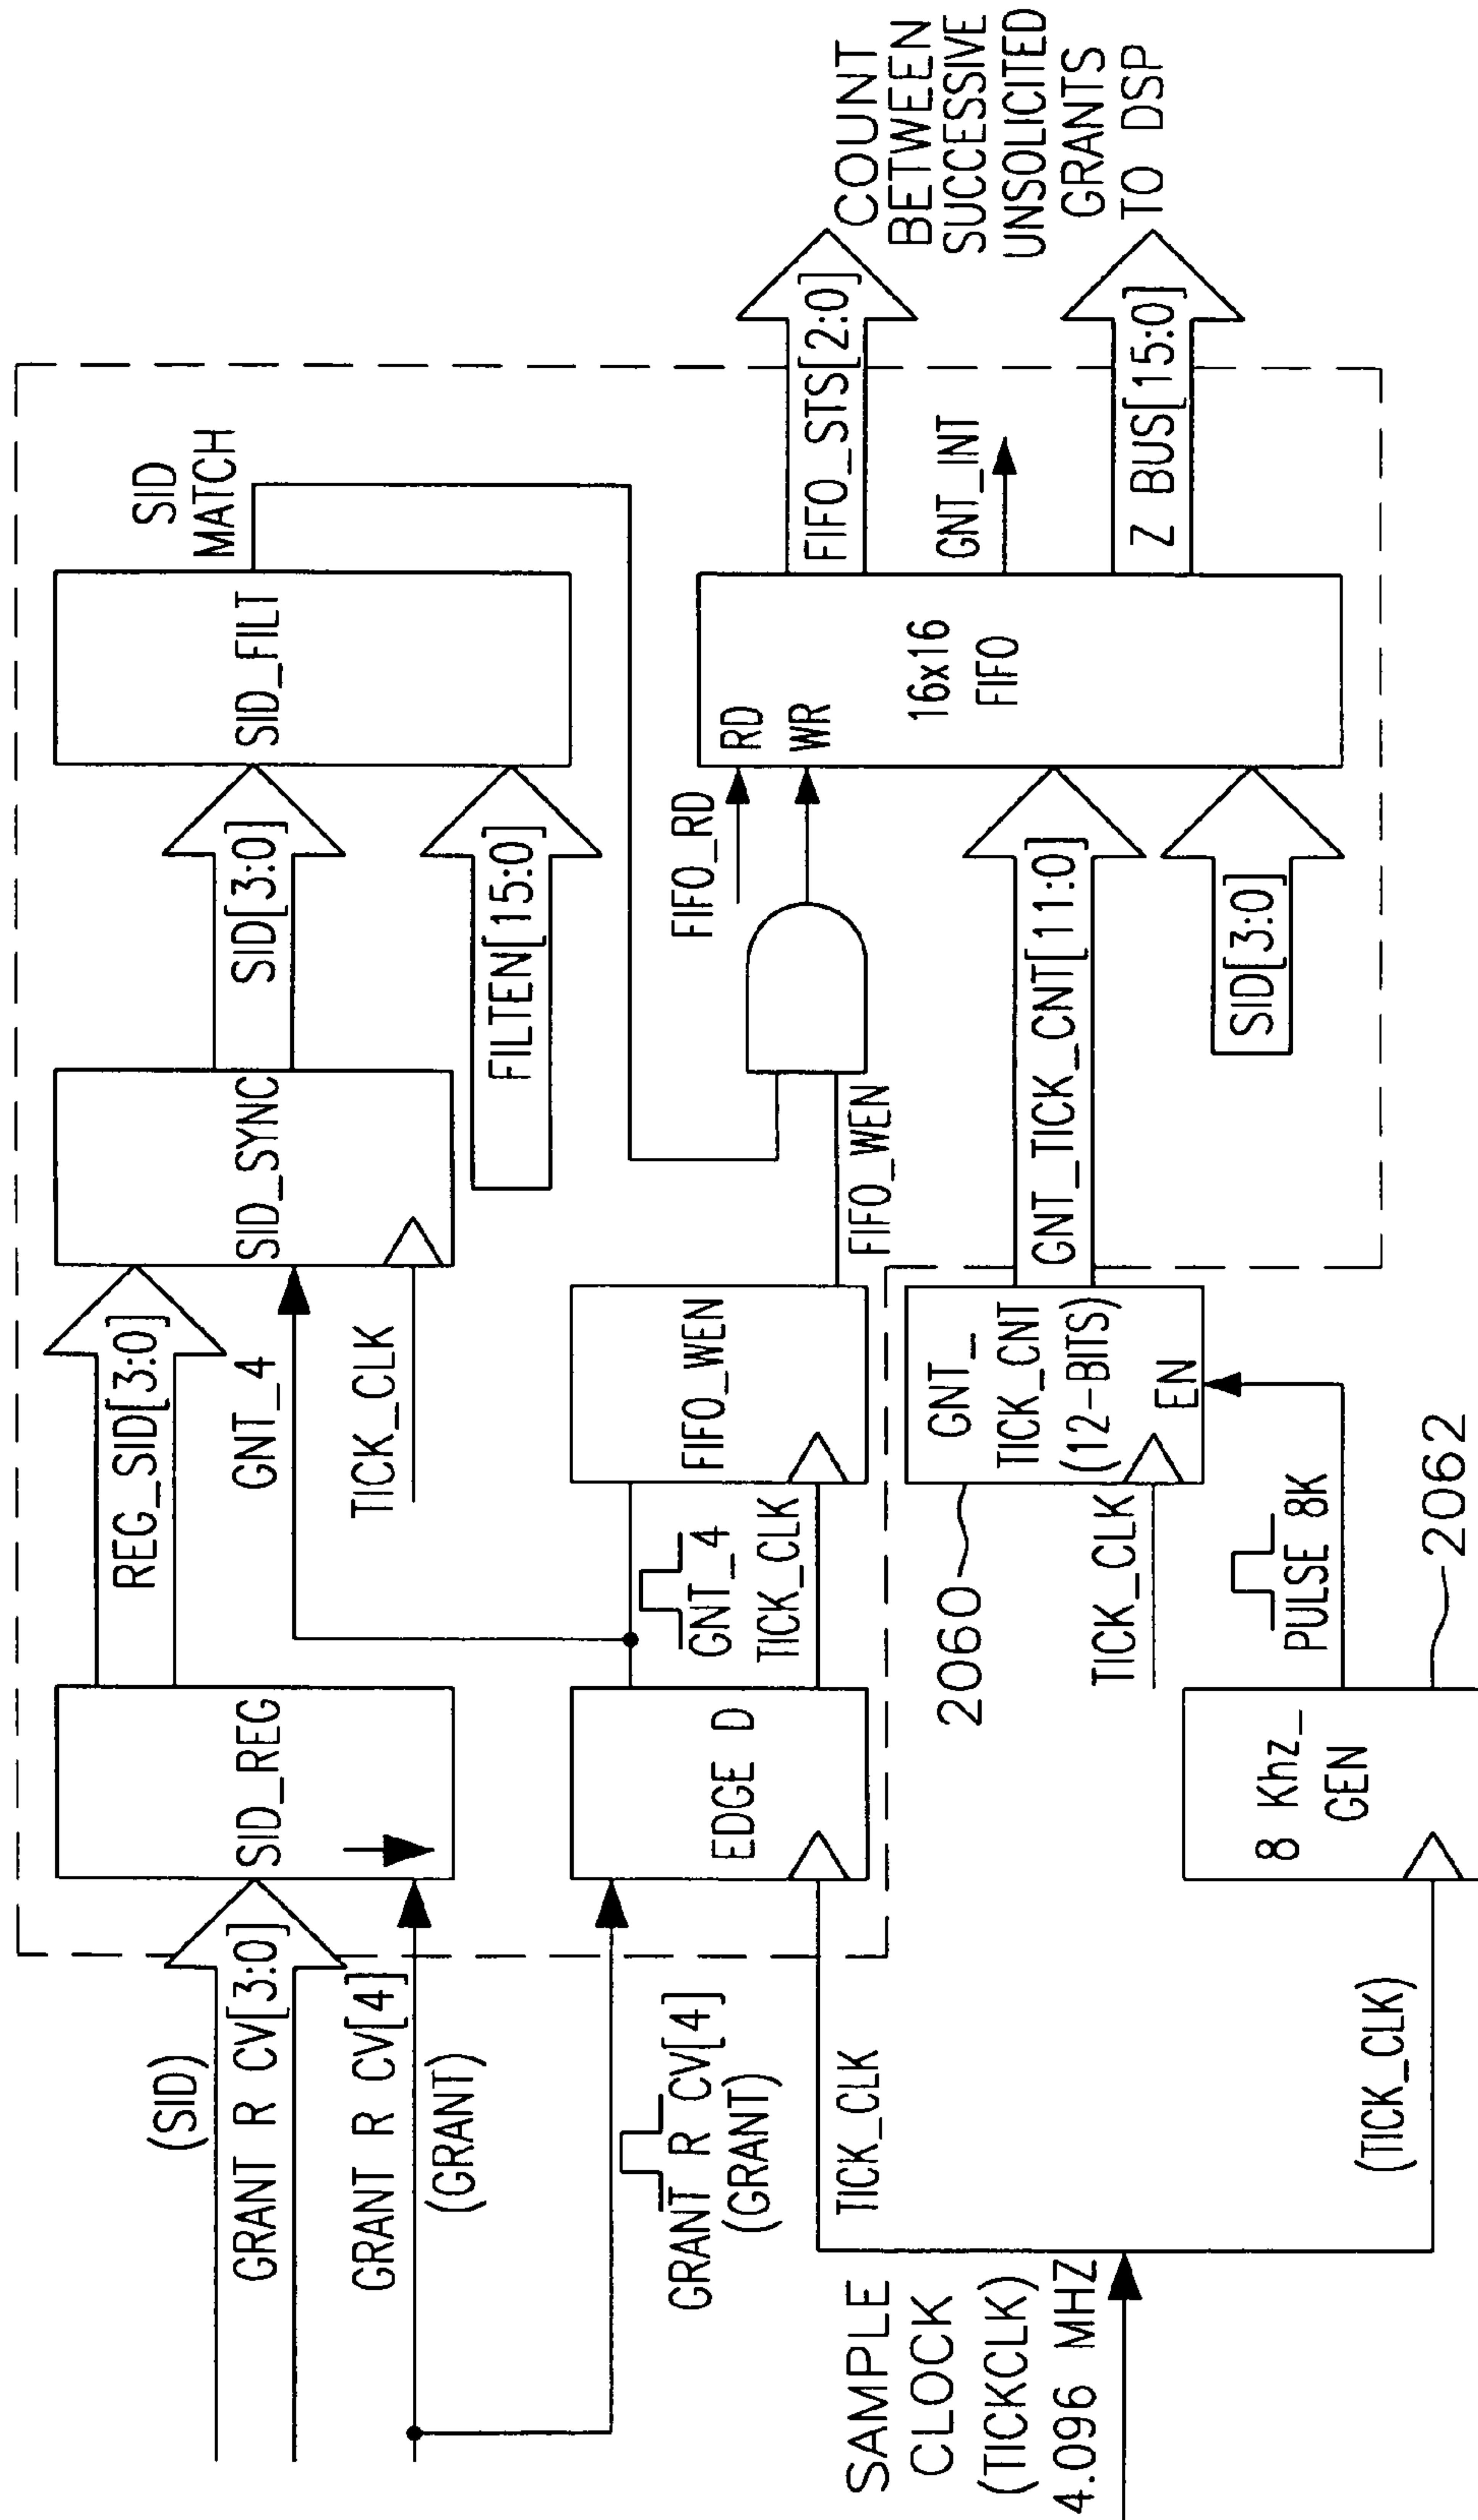 (SID)
GRANT R CV[3:0]
GRANT R CV[4]
(GRANT)
GRANT R CV[4]
(GRANT)
SAMPLE
CLOCK
(TICKCLK)
4.096 MHZ
TICK_CLK
(TICK_CLK)
SID_REG
EDGE D
8 Khz_
GEN
2062
REG_SID[3:0]
GNT_4
TICK_CLK
GNT_4
TICK_CLK
2060
TICK_CLK
PULSE 8K
SID_SYNC
FIFO_WEN
GNT_
TICK_CNT
(12-BITS)
EN
SID[3:0]
FILTEN[15:0]
FIFO_WEN
GNT_TICK_CNT[11:0]
SID[3:0]
SID_FILT
SID
MATCH
FIFO_RD
RD
WR
16x16
FIFO
FIFO_STS[2:0]
GNT_INT
Z BUS[15:0]
COUNT
BETWEEN
SUCCESSIVE
UNSOLICITED
GRANTS
TO DSP